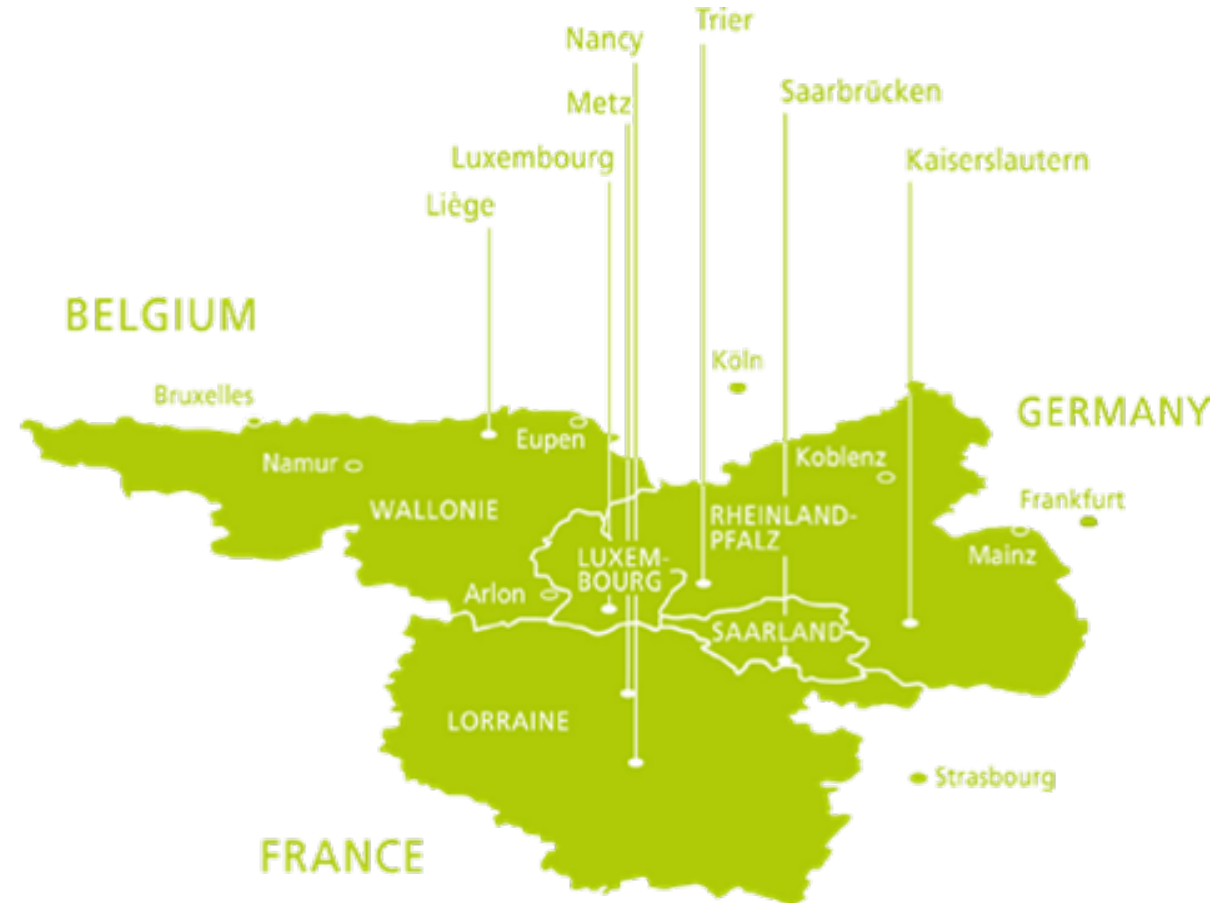 Trier
Nancy
Saarbrücken
Metz
Luxembourg
Kaiserslautern
Liège
BELGIUM
Köln
Bruxelles
GERMANY
Eupen
Koblenz
Namur
Frankfurt
WALLONIE
RHEINLAND-
PFALZ
Mainz
LUXEM-
BOURG
Arlon
SAARLAND
LORRAINE
Strasbourg
FRANCE